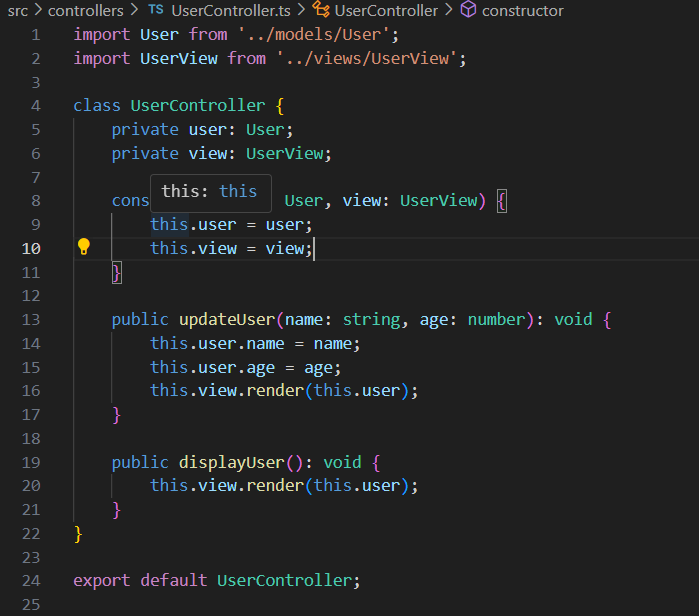 src > controllers > TS UserController.ts > UserController > constructor
1 import User from '../models/User';
2 import UserView from '../views/UserView';
3
4 class UserController {
5 private user: User;
6 private view: UserView;
7
this: this
8 cons User, view: UserView) {
9 this.user = user;
10 this.view = view;
11 }
12
13 public updateUser(name: string, age: number): void {
14 this.user.name = name;
15 this.user.age = age;
16 this.view.render(this.user);
17 }
18
19 public displayUser(): void {
20 this.view.render(this.user);
21 }
22 }
23
24 export default UserController;
25